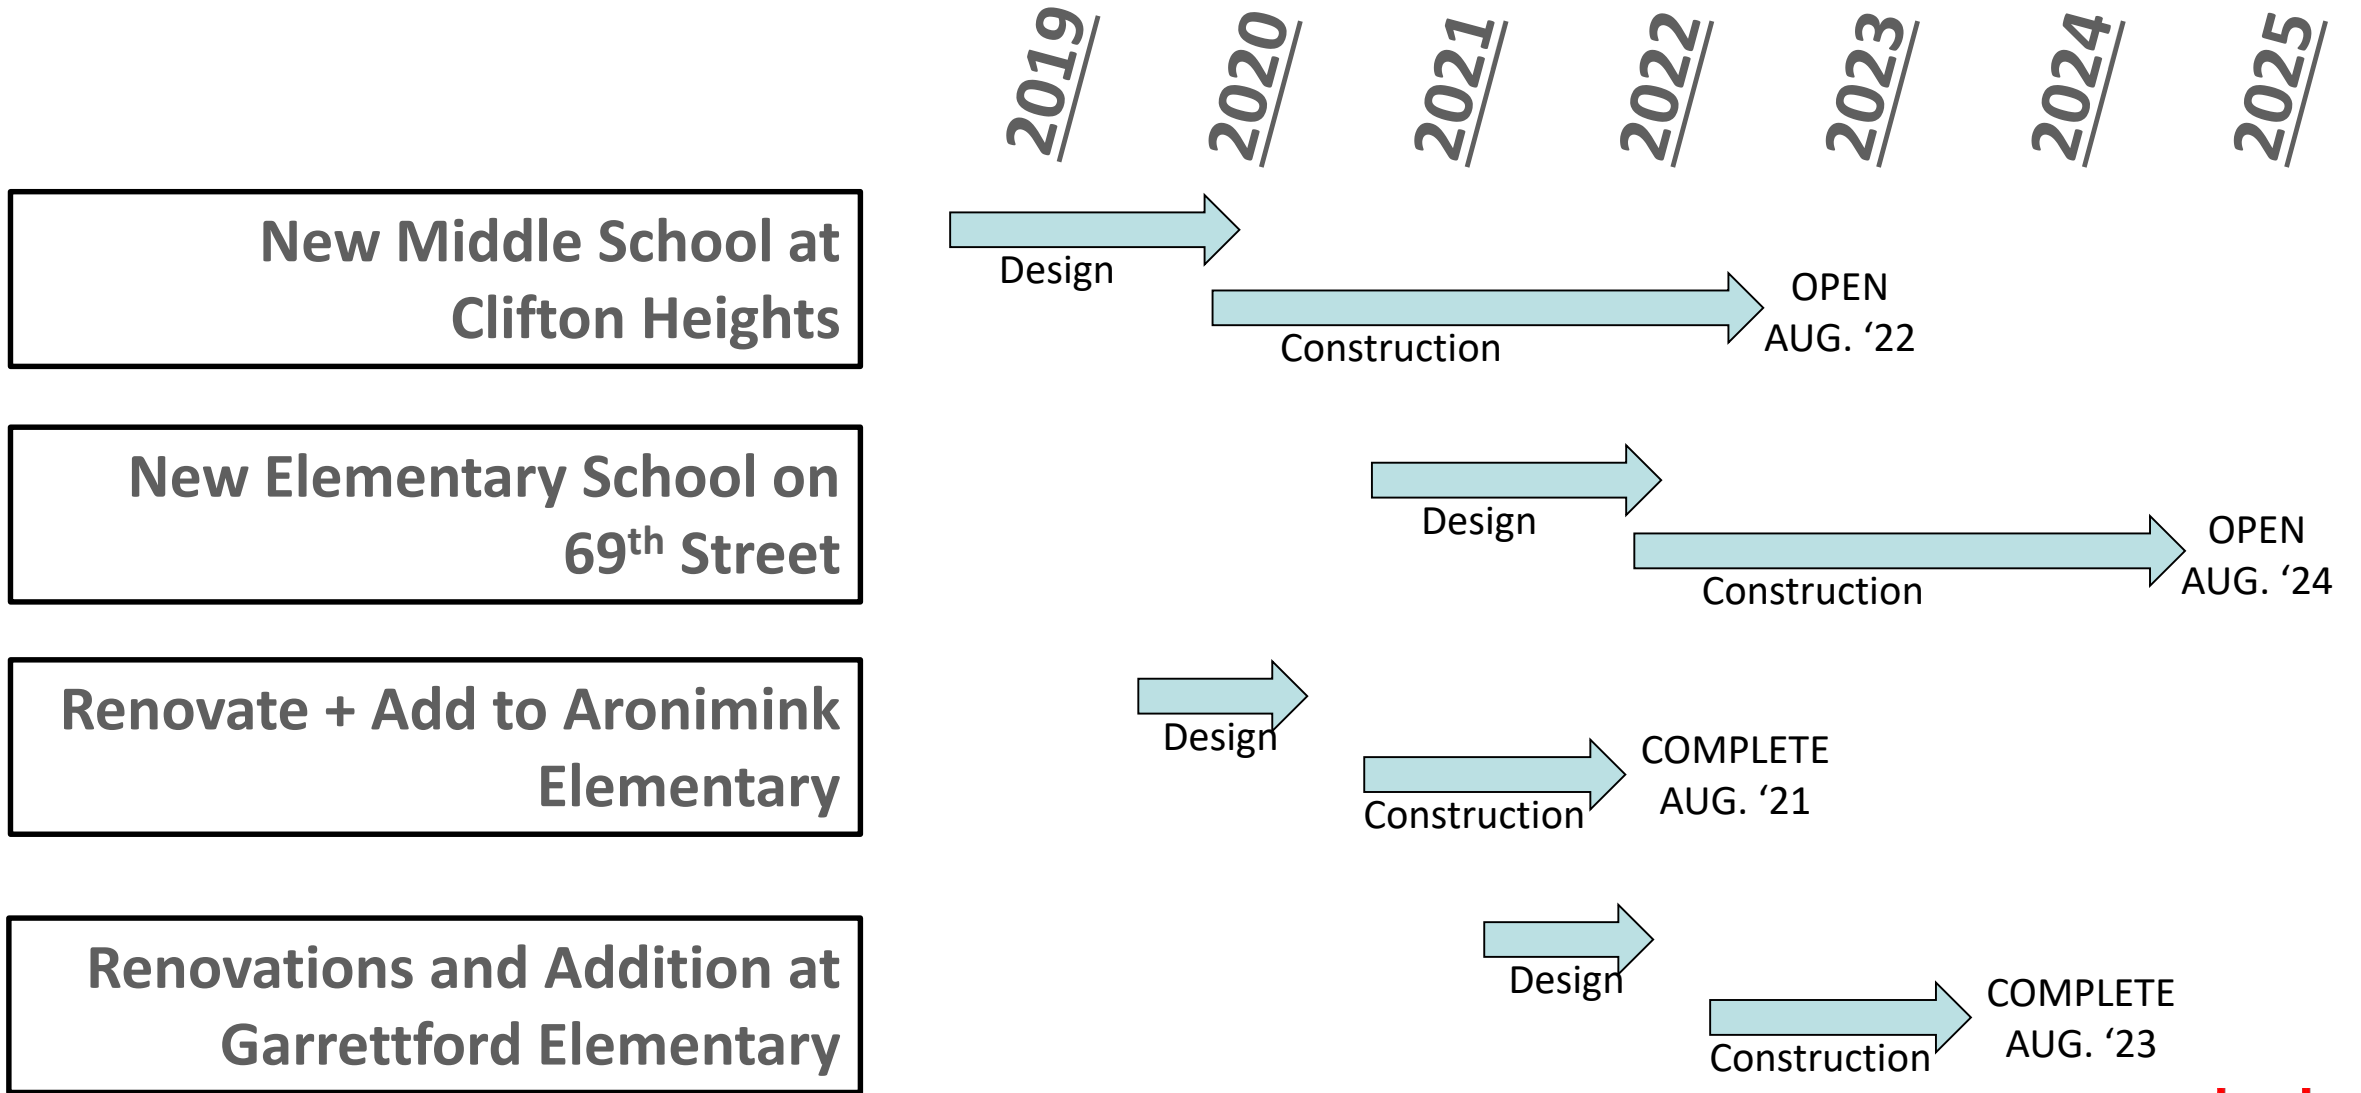 2019 2020 2021 2022 2023 2024 2025
New Middle School at
Clifton Heights
Design
Construction
OPEN
AUG. ‘22
New Elementary School on
69th Street
Design
Construction
OPEN
AUG. ‘24
Renovate + Add to Aronimink
Elementary
Design
Construction
COMPLETE
AUG. ‘21
Renovations and Addition at
Garrettford Elementary
Design
Construction
COMPLETE
AUG. ‘23